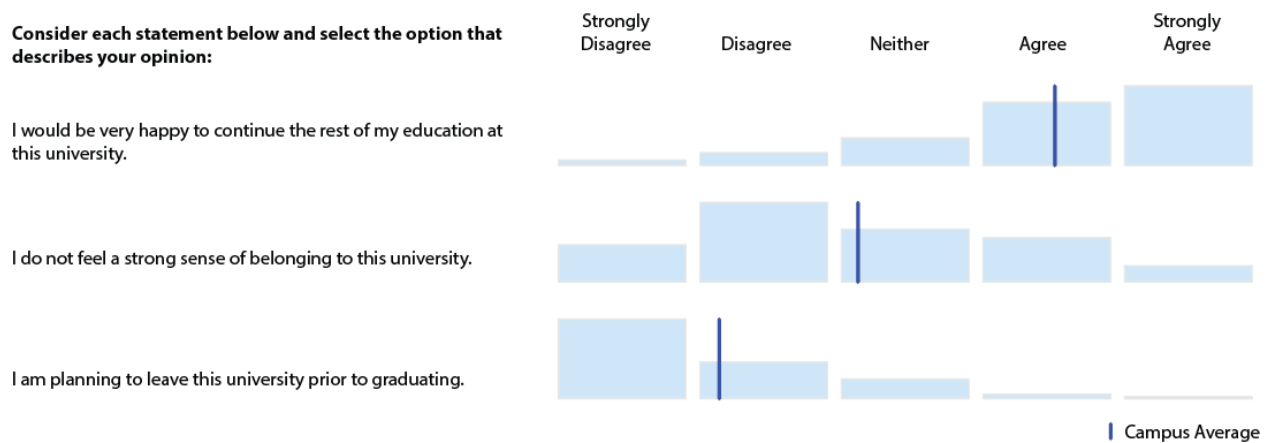 Consider each statement below and select the option that
describes your opinion:
Strongly
Disagree
Disagree
Neither
Agree
Strongly
Agree
I would be very happy to continue the rest of my education at
this university.
I do not feel a strong sense of belonging to this university.
I am planning to leave this university prior to graduating.
Campus Average